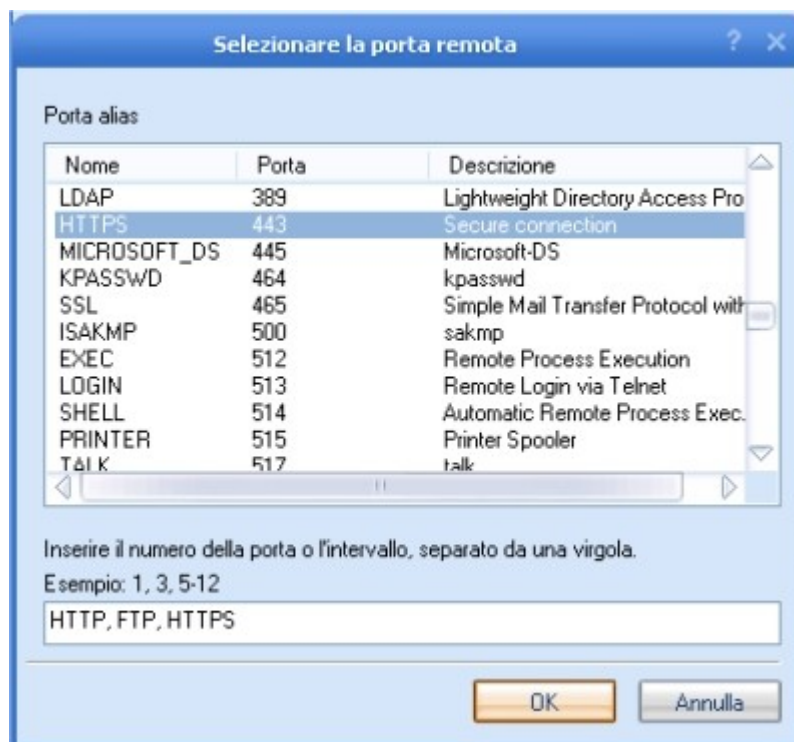 Selezionare la porta remota ? ×
Porta alias
Nome Porta Descrizione
LDAP 389 Lightweight Directory Access Pro
HTTPS 443 Secure connection
MICROSOFT_DS 445 Microsoft-DS
KPASSWD 464 kpasswd
SSL 465 Simple Mail Transfer Protocol with
ISAKMP 500 sakmp
EXEC 512 Remote Process Execution
LOGIN 513 Remote Login via Telnet
SHELL 514 Automatic Remote Process Exec.
PRINTER 515 Printer Spooler
TALK 517 talk
Inserire il numero della porta o l'intervallo, separato da una virgola.
Esempio: 1, 3, 5-12
HTTP, FTP, HTTPS
OK Annulla